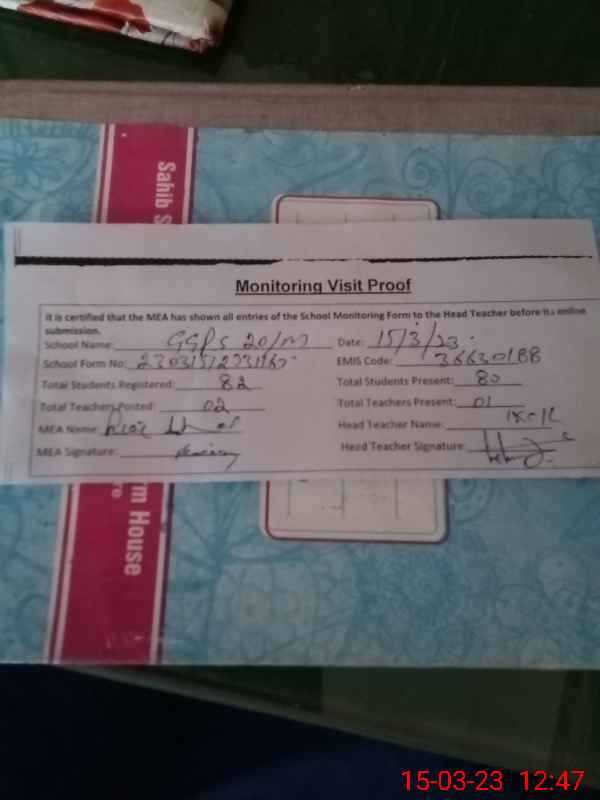 Sahib S
Monitoring Visit Proof
It is certified that the MEA has shown all entries of the School Monitoring Form to the Head Teacher before its online
submission.
School Name: GGPS 20/M Date: 15/3/23
School Form No: EMIS Code: 36630188
Total Students Registered: 82 Total Students Present: 80
Total Teachers Posted: 02 Total Teachers Present: 01
MEA Name: Head Teacher Name:
MEA Signature: Head Teacher Signature:
rm House
re
15-03-23 12:47